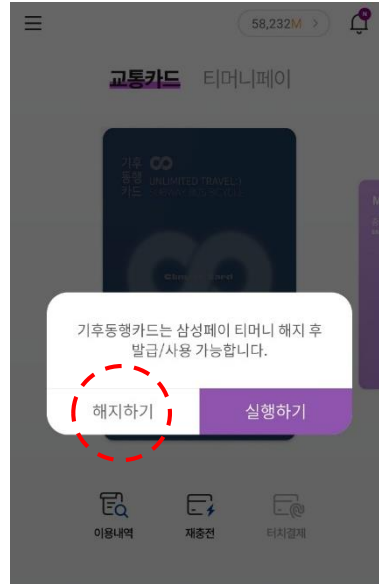 58,232M >
N
교통카드 티머니페이
기후
동행
카드
UNLIMITED TRAVEL
기후동행카드는 삼성페이 티머니 해지 후
발급/사용 가능합니다.
해지하기 실행하기
이용내역 재충전 터치결제